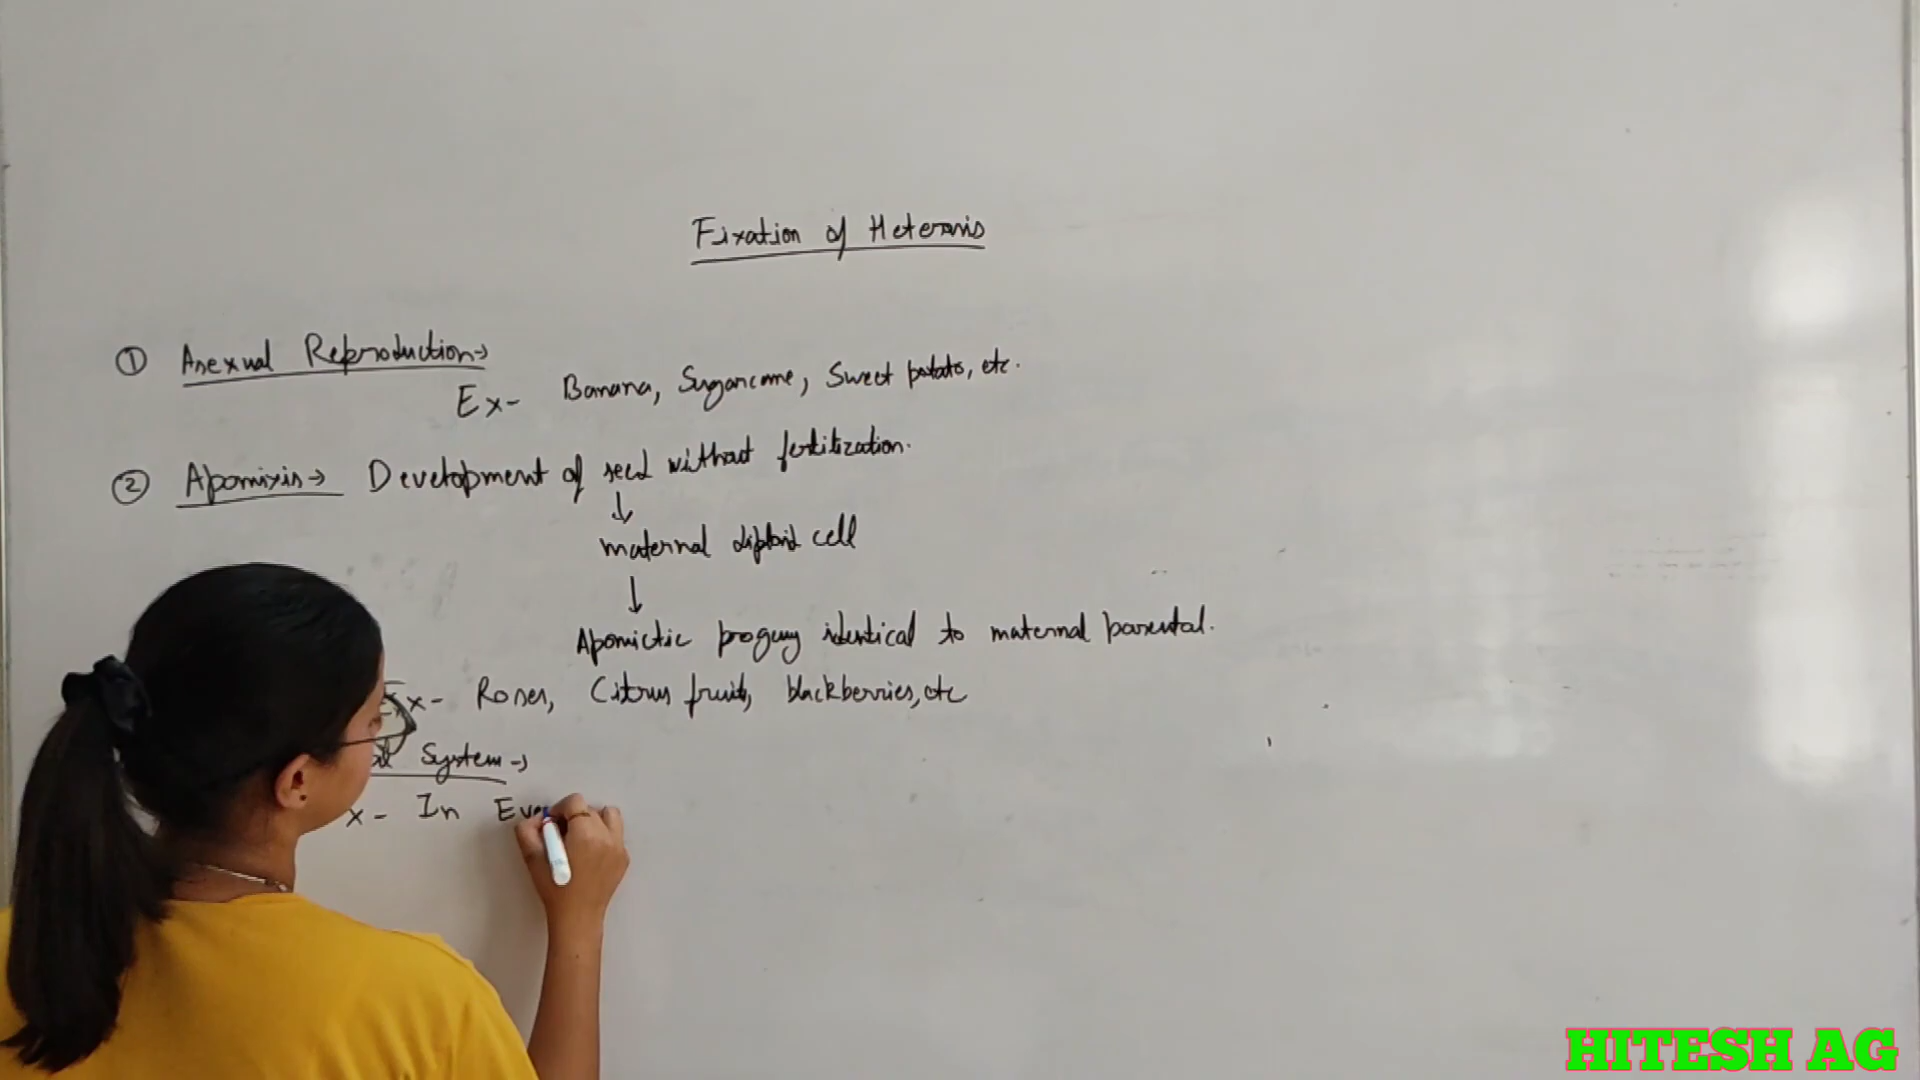 Fixation of Heterosis
① Asexual Reproduction→
Ex- Banana, Sugarcane, Sweet potato, etc.
② Apomixis→ Development of seed without fertilization.
↓
maternal diploid cell
↓
Apomictic progeny identical to maternal parental.
Ex- Roses, Citrus fruits, blackberries, etc
System→
x- In
HITESH AG